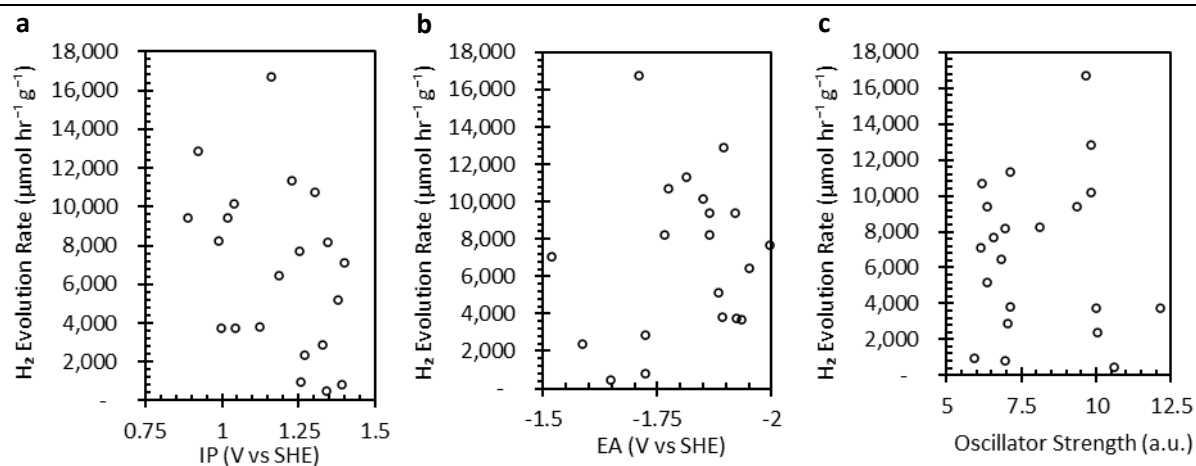 a
H₂ Evolution Rate (μmol hr⁻¹ g⁻¹)
18,000
16,000
14,000
12,000
10,000
8,000
6,000
4,000
2,000
-
0.75 1 1.25 1.5
IP (V vs SHE)
b
H₂ Evolution Rate (μmol hr⁻¹ g⁻¹)
18,000
16,000
14,000
12,000
10,000
8,000
6,000
4,000
2,000
-
-1.5 -1.75 -2
EA (V vs SHE)
c
H₂ Evolution Rate (μmol hr⁻¹ g⁻¹)
18,000
16,000
14,000
12,000
10,000
8,000
6,000
4,000
2,000
-
5 7.5 10 12.5
Oscillator Strength (a.u.)